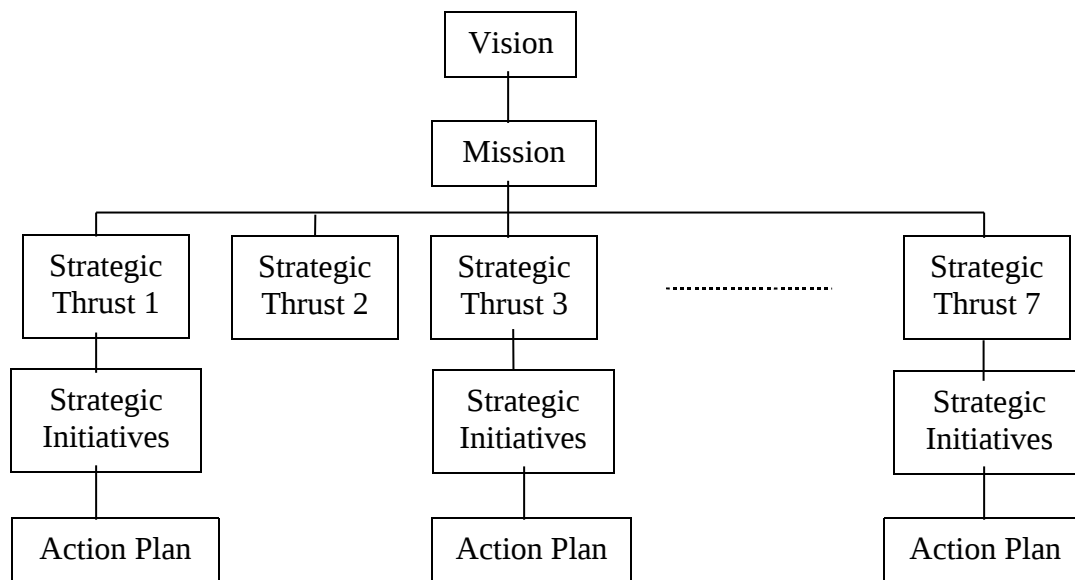 Vision
Mission
Strategic
Thrust 1
Strategic
Thrust 2
Strategic
Thrust 3
Strategic
Thrust 7
Strategic
Initiatives
Strategic
Initiatives
Strategic
Initiatives
Action Plan
Action Plan
Action Plan